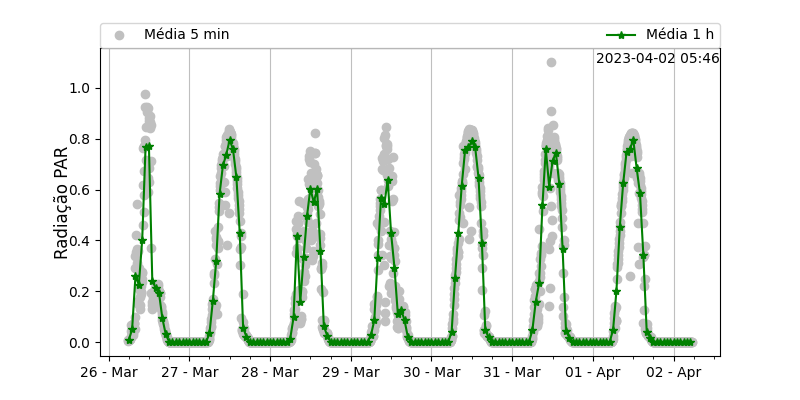 Média 5 min Média 1 h
2023-04-02 05:46
Radiação PAR
1.0
0.8
0.6
0.4
0.2
0.0
26 - Mar 27 - Mar 28 - Mar 29 - Mar 30 - Mar 31 - Mar 01 - Apr 02 - Apr